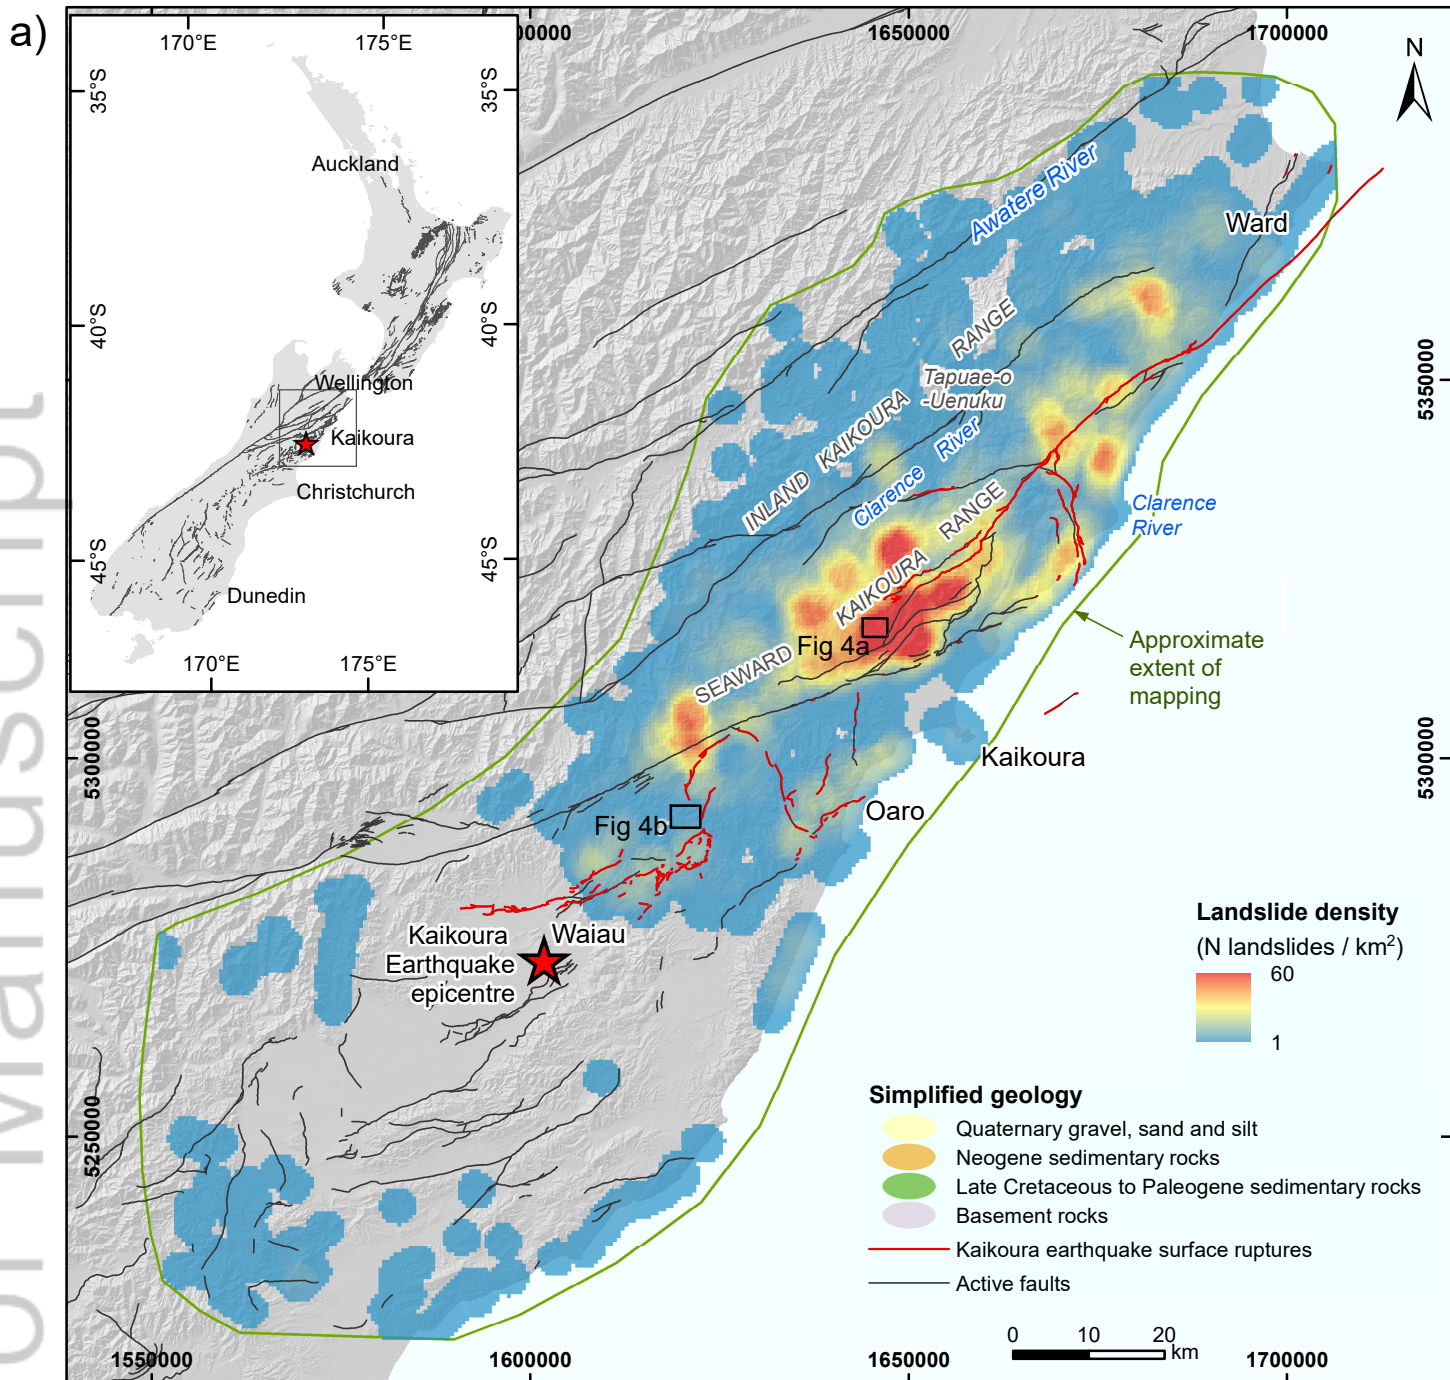 a)
170°E
175°E
35°S
40°S
45°S
35°S
40°S
45°S
170°E
175°E
Auckland
Wellington
Kaikoura
Christchurch
Dunedin
00000
1650000
1700000
N
Awatere River
Ward
INLAND KAIKOURA RANGE
Tapuae-o
-Uenuku
Clarence River
SEAWARD KAIKOURA RANGE
Clarence
River
5350000
Fig 4a
Approximate
extent of
mapping
5300000
5300000
Kaikoura
Oaro
Fig 4b
Kaikoura
Earthquake
epicentre
Waiau
5250000
Landslide density
(N landslides / km²)
60
1
Simplified geology
Quaternary gravel, sand and silt
Neogene sedimentary rocks
Late Cretaceous to Paleogene sedimentary rocks
Basement rocks
Kaikoura earthquake surface ruptures
Active faults
0 10 20
km
1550000
1600000
1650000
1700000
or Manuscript